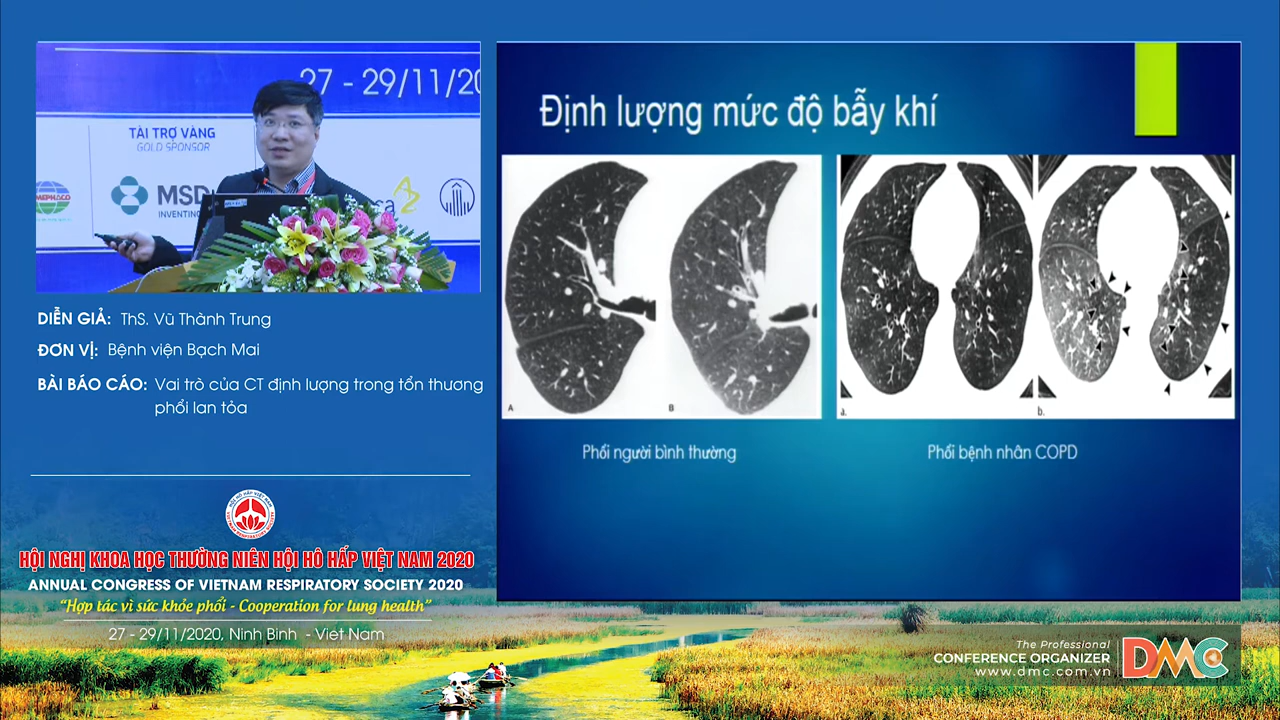 27 - 29/11/20
TÀI TRỢ VÀNG
GOLD SPONSOR
MEPHACO
MSD
INVENTING
ca
DIỄN GIẢ: ThS. Vũ Thành Trung
ĐƠN VỊ: Bệnh viện Bạch Mai
BÀI BÁO CÁO: Vai trò của CT định lượng trong tổn thương
phổi lan tỏa
HỘI NGHỊ KHOA HỌC THƯỜNG NIÊN HỘI HÔ HẤP VIỆT NAM 2020
ANNUAL CONGRESS OF VIETNAM RESPIRATORY SOCIETY 2020
“Hợp tác vì sức khỏe phổi - Cooperation for lung health”
27 - 29/11/2020, Ninh Binh - Viet Nam
Định lượng mức độ bẫy khí
A
B
a.
b.
Phổi người bình thường
Phổi bệnh nhân COPD
The Professional
CONFERENCE ORGANIZER
www.dmc.com.vn
DMC